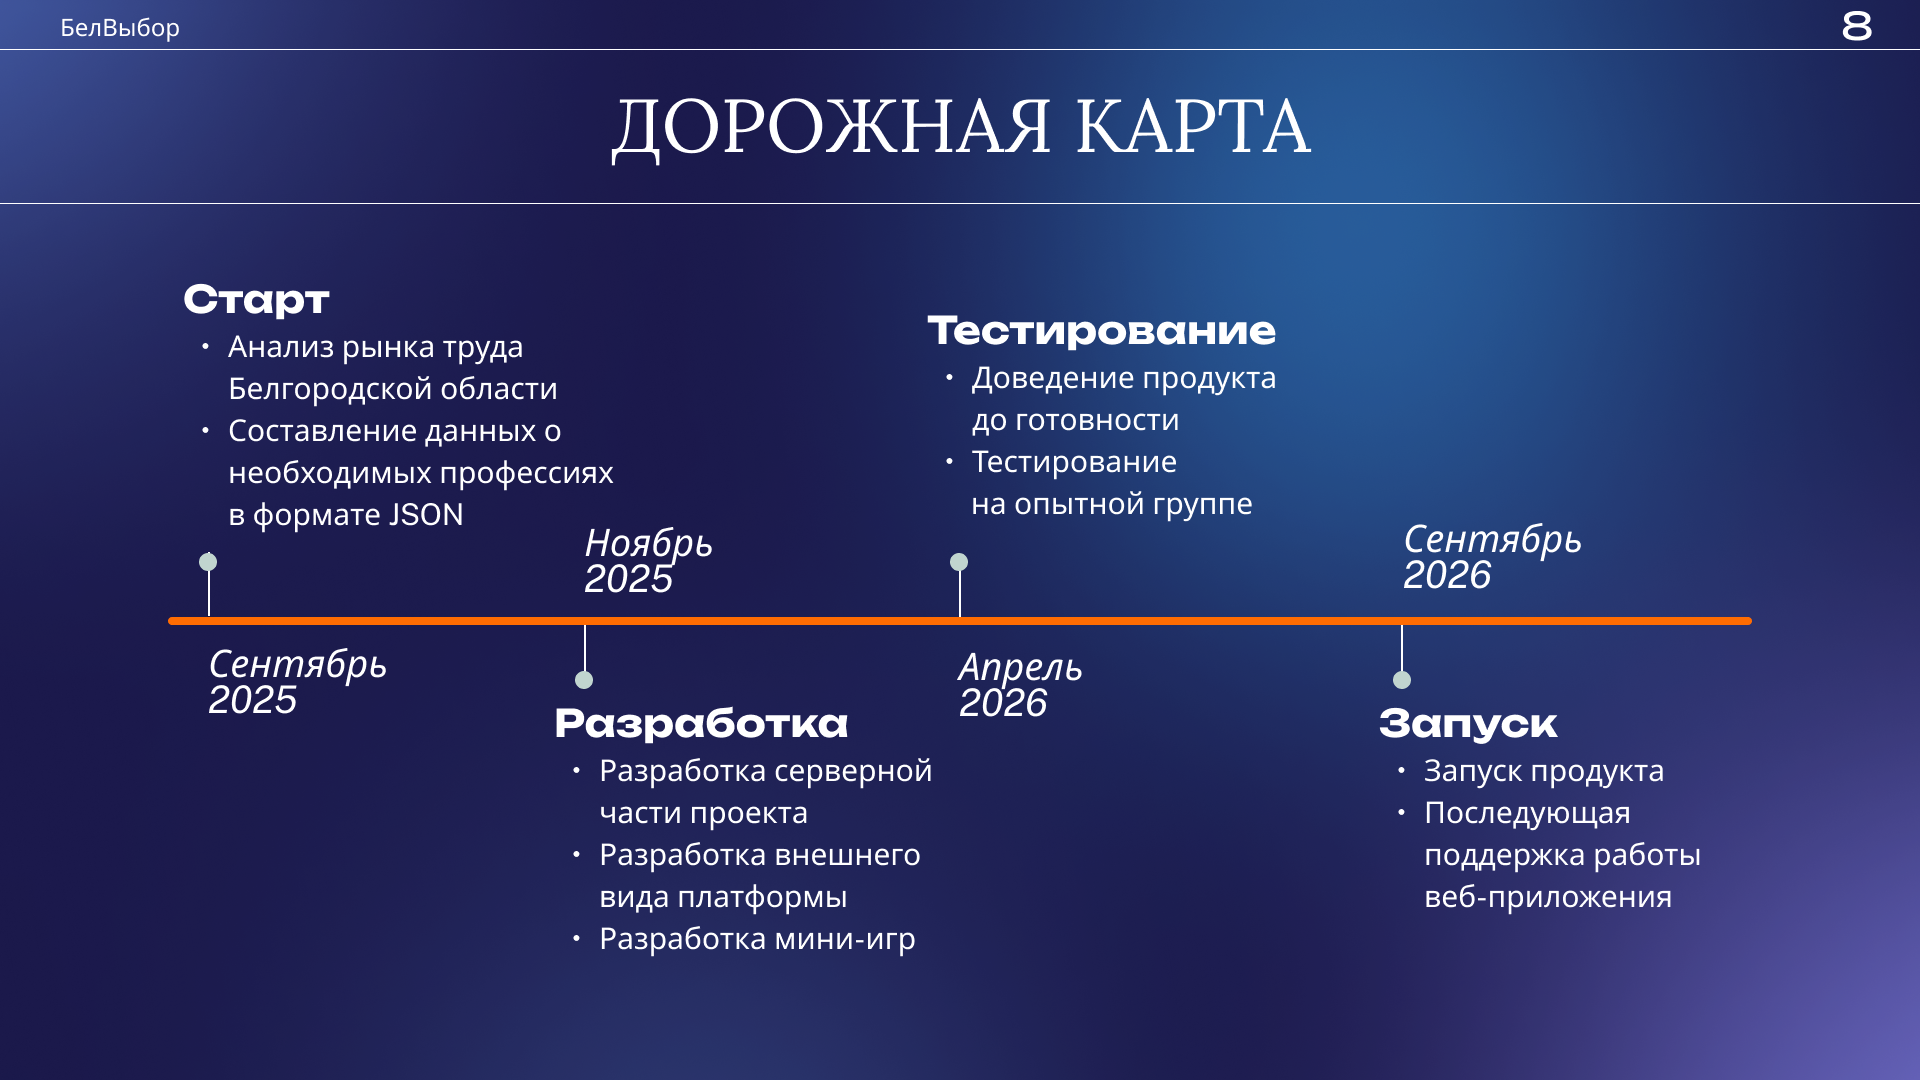 БелВыбор
8
ДОРОЖНАЯ КАРТА
Старт
• Анализ рынка труда
Белгородской области
• Составление данных о
необходимых профессиях
в формате JSON
Сентябрь
2025
Ноябрь
2025
Разработка
• Разработка серверной
части проекта
• Разработка внешнего
вида платформы
• Разработка мини-игр
Тестирование
• Доведение продукта
до готовности
• Тестирование
на опытной группе
Апрель
2026
Сентябрь
2026
Запуск
• Запуск продукта
• Последующая
поддержка работы
веб-приложения